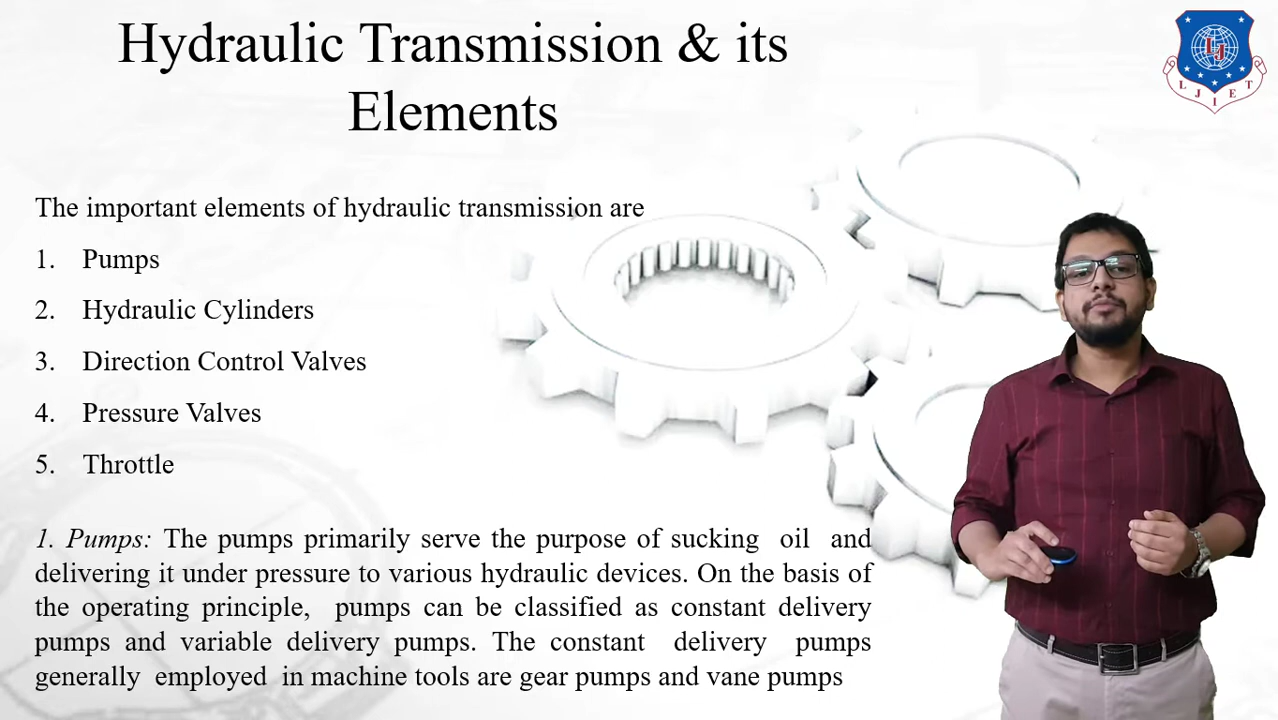 Hydraulic Transmission & its
Elements
LJ
LJIET
The important elements of hydraulic transmission are
1. Pumps
2. Hydraulic Cylinders
3. Direction Control Valves
4. Pressure Valves
5. Throttle
1. Pumps: The pumps primarily serve the purpose of sucking oil and
delivering it under pressure to various hydraulic devices. On the basis of
the operating principle, pumps can be classified as constant delivery
pumps and variable delivery pumps. The constant delivery pumps
generally employed in machine tools are gear pumps and vane pumps